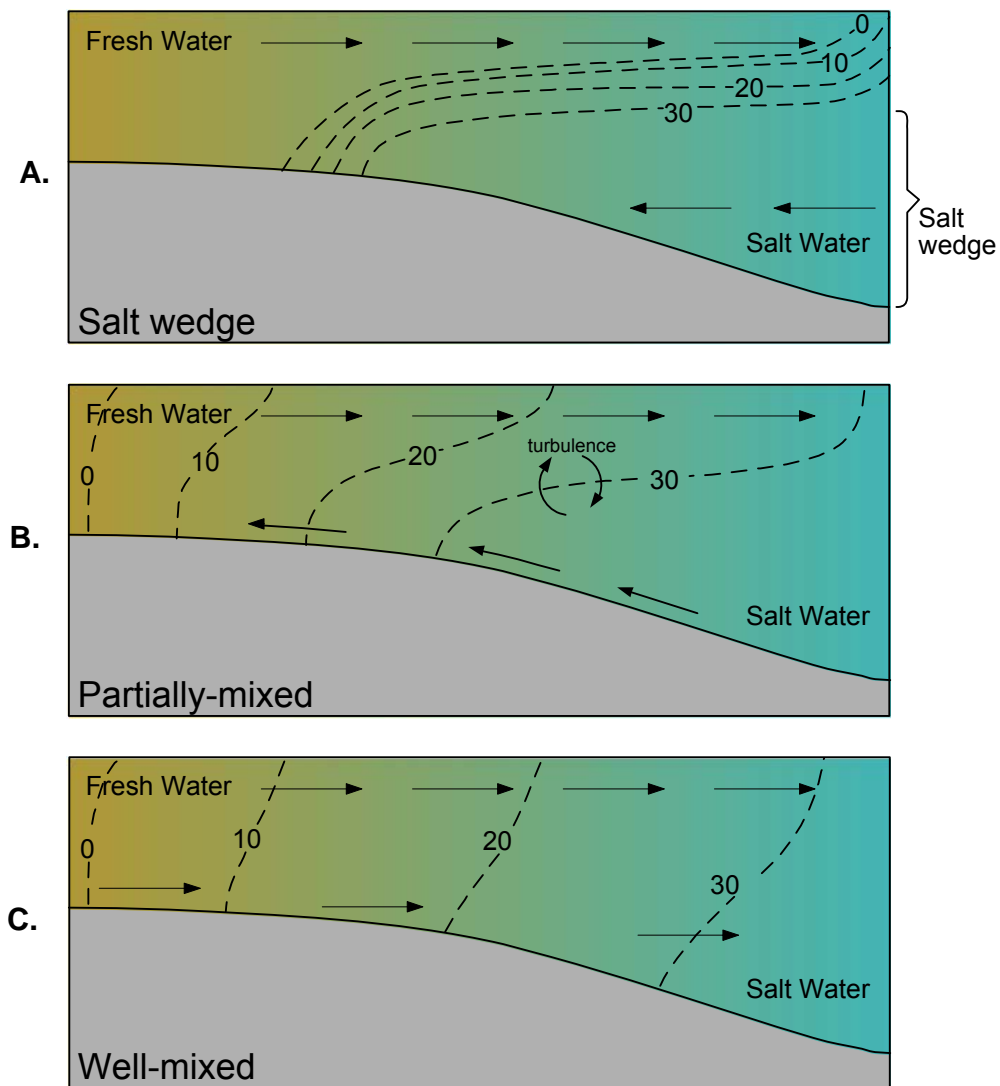 Fresh Water
0
10
20
30
A.
Salt
wedge
Salt Water
Salt wedge
Fresh Water
0
10
20
turbulence
30
B.
Salt Water
Partially-mixed
Fresh Water
0
10
20
30
C.
Salt Water
Well-mixed